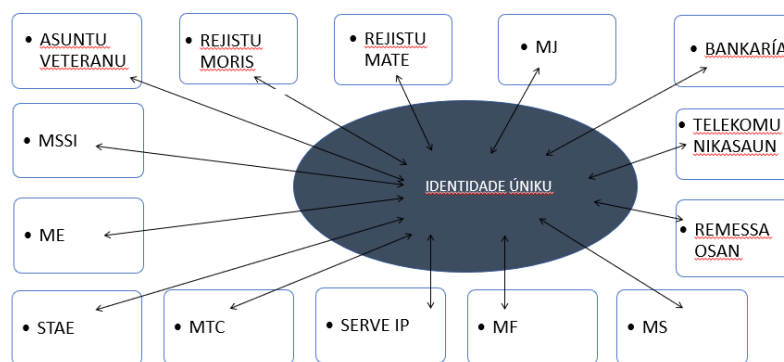 • ASUNTU
VETERANU
• REJISTU
MORIS
• REJISTU
MATE
• MJ
• BANKARÍA
• MSSI
• TELEKOMU
NIKASAUN
IDENTIDADE ÚNIKU
• ME
• REMESSA
OSAN
• STAE
• MTC
• SERVE IP
• MF
• MS